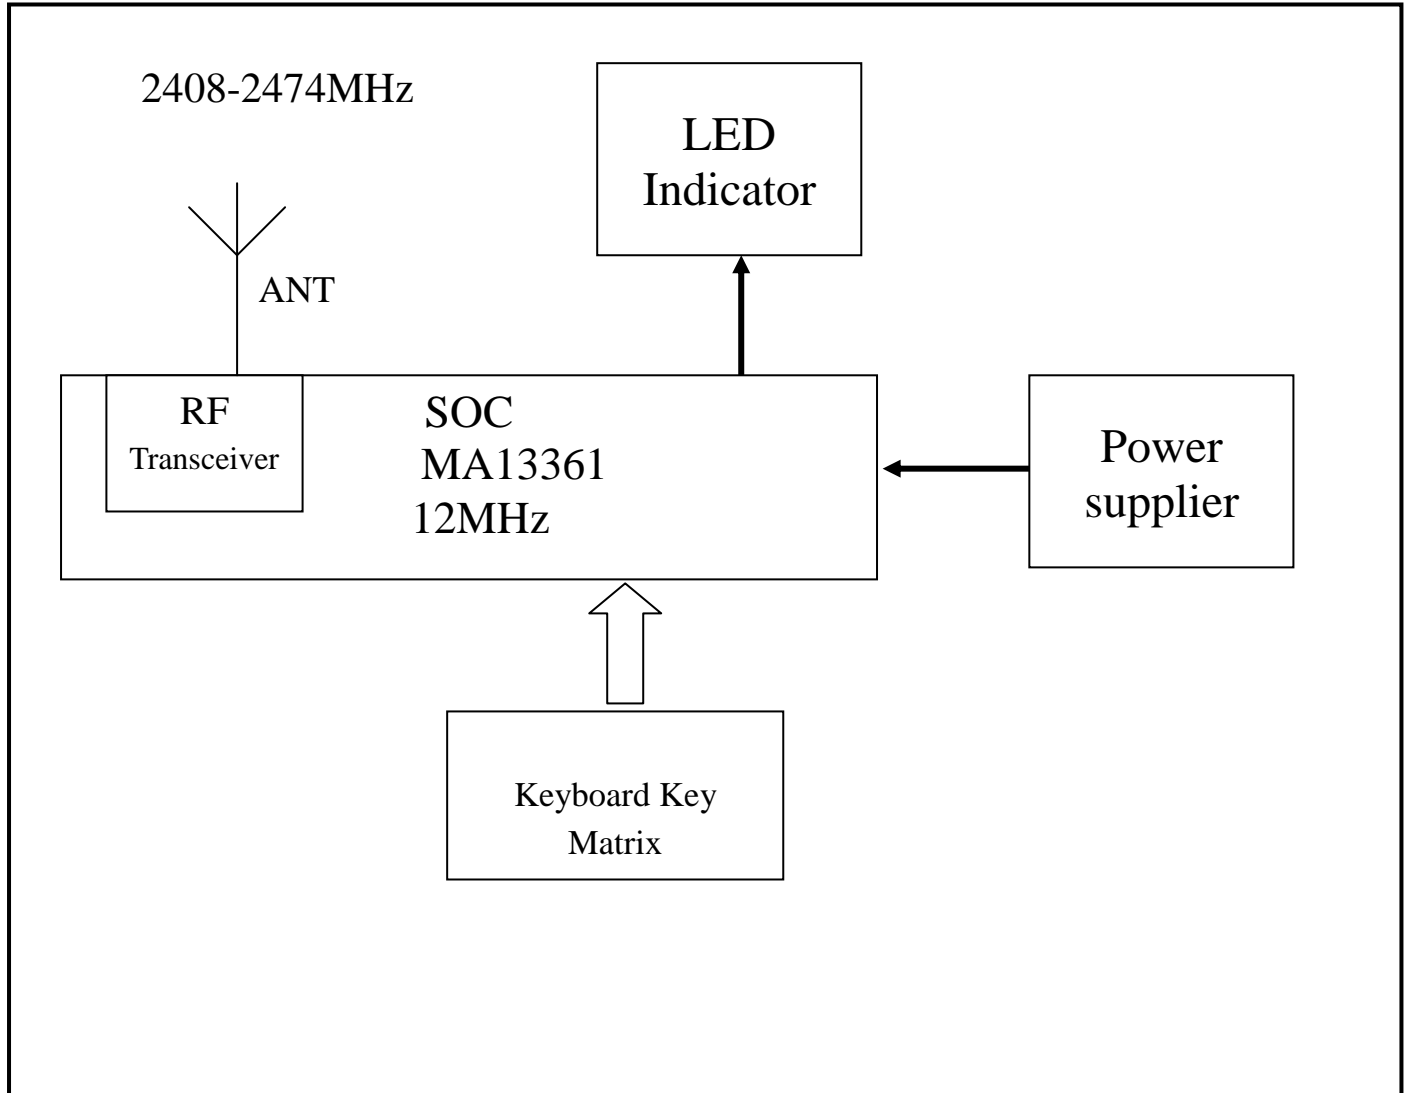 2408-2474MHz
LED
Indicator
ANT
RF
Transceiver
SOC
MA13361
12MHz
Power
supplier
Keyboard Key
Matrix